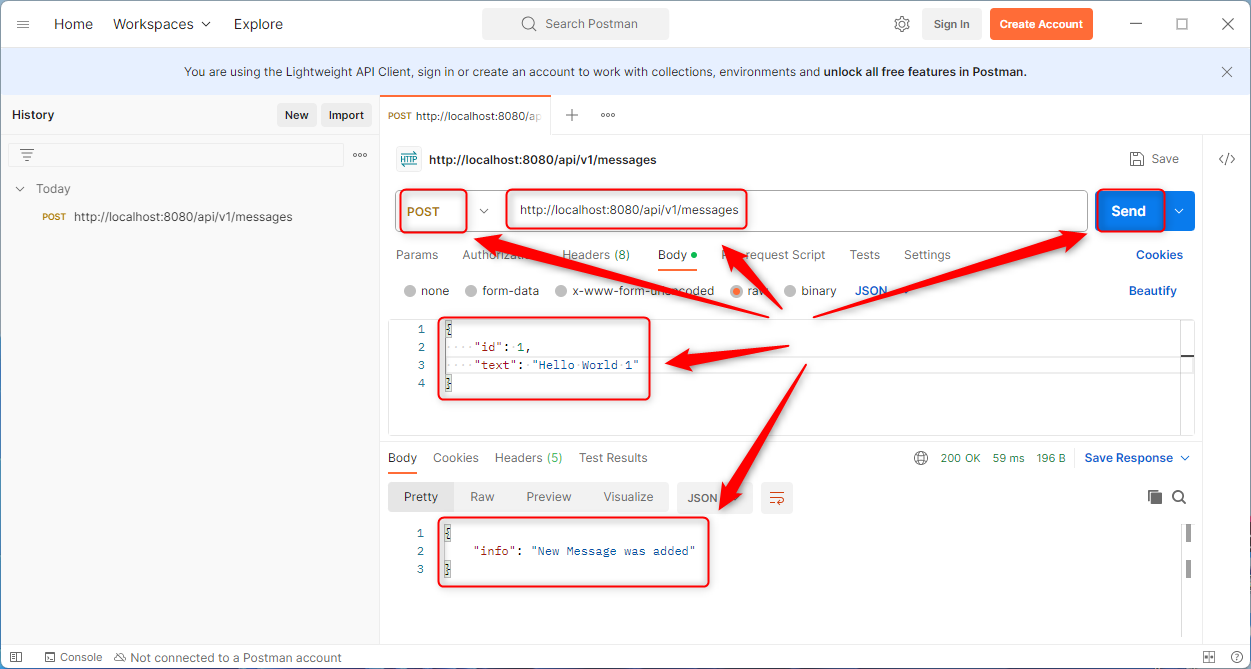 Home Workspaces Explore Search Postman Sign In Create Account
You are using the Lightweight API Client, sign in or create an account to work with collections, environments and unlock all free features in Postman.
History New Import
POST http://localhost:8080/ap
HTTP http://localhost:8080/api/v1/messages Save </>
Today
POST http://localhost:8080/api/v1/messages
POST http://localhost:8080/api/v1/messages Send
Params Headers (8) Body request Script Tests Settings Cookies
none form-data raw binary JSON Beautify
1 {
2 "id": 1,
3 "text": "Hello World 1"
4 }
Body Cookies Headers (5) Test Results 200 OK 59 ms 196 B Save Response
Pretty Raw Preview Visualize JSON
1 {
2 "info": "New Message was added"
3 }
Console Not connected to a Postman account